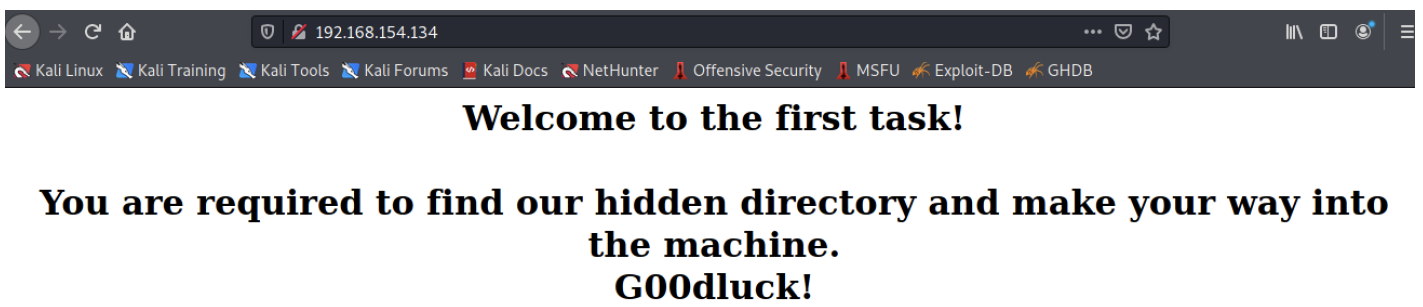 192.168.154.134
Kali Linux Kali Training Kali Tools Kali Forums Kali Docs NetHunter Offensive Security MSFU Exploit-DB GHDB
Welcome to the first task!
You are required to find our hidden directory and make your way into
the machine.
G00dluck!